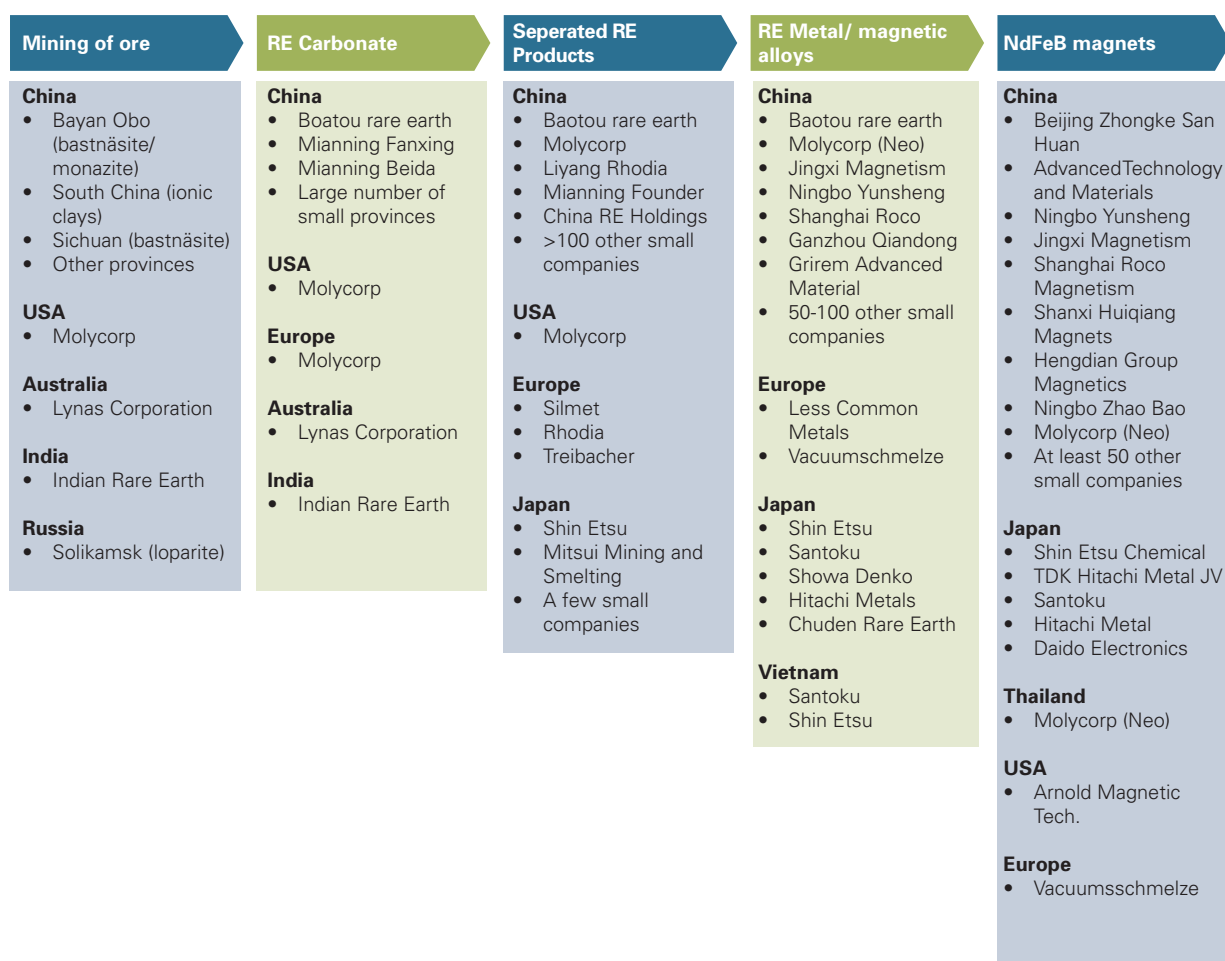 Mining of ore
China
• Bayan Obo
(bastnäsite/
monazite)
• South China (ionic
clays)
• Sichuan (bastnäsite)
• Other provinces
USA
• Molycorp
Australia
• Lynas Corporation
India
• Indian Rare Earth
Russia
• Solikamsk (loparite)
RE Carbonate
China
• Boatou rare earth
• Mianning Fanxing
• Mianning Beida
• Large number of
small provinces
USA
• Molycorp
Europe
• Molycorp
Australia
• Lynas Corporation
India
• Indian Rare Earth
Seperated RE
Products
China
• Baotou rare earth
• Molycorp
• Liyang Rhodia
• Mianning Founder
• China RE Holdings
• >100 other small
companies
USA
• Molycorp
Europe
• Silmet
• Rhodia
• Treibacher
Japan
• Shin Etsu
• Mitsui Mining and
Smelting
• A few small
companies
RE Metal/ magnetic
alloys
China
• Baotou rare earth
• Molycorp (Neo)
• Jingxi Magnetism
• Ningbo Yunsheng
• Shanghai Roco
• Ganzhou Qiandong
• Grirem Advanced
Material
• 50-100 other small
companies
Europe
• Less Common
Metals
• Vacuumschmelze
Japan
• Shin Etsu
• Santoku
• Showa Denko
• Hitachi Metals
• Chuden Rare Earth
Vietnam
• Santoku
• Shin Etsu
NdFeB magnets
China
• Beijing Zhongke San
Huan
• AdvancedTechnology
and Materials
• Ningbo Yunsheng
• Jingxi Magnetism
• Shanghai Roco
Magnetism
• Shanxi Huiqiang
Magnets
• Hengdian Group
Magnetics
• Ningbo Zhao Bao
• Molycorp (Neo)
• At least 50 other
small companies
Japan
• Shin Etsu Chemical
• TDK Hitachi Metal JV
• Santoku
• Hitachi Metal
• Daido Electronics
Thailand
• Molycorp (Neo)
USA
• Arnold Magnetic
Tech.
Europe
• Vacuumsschmelze